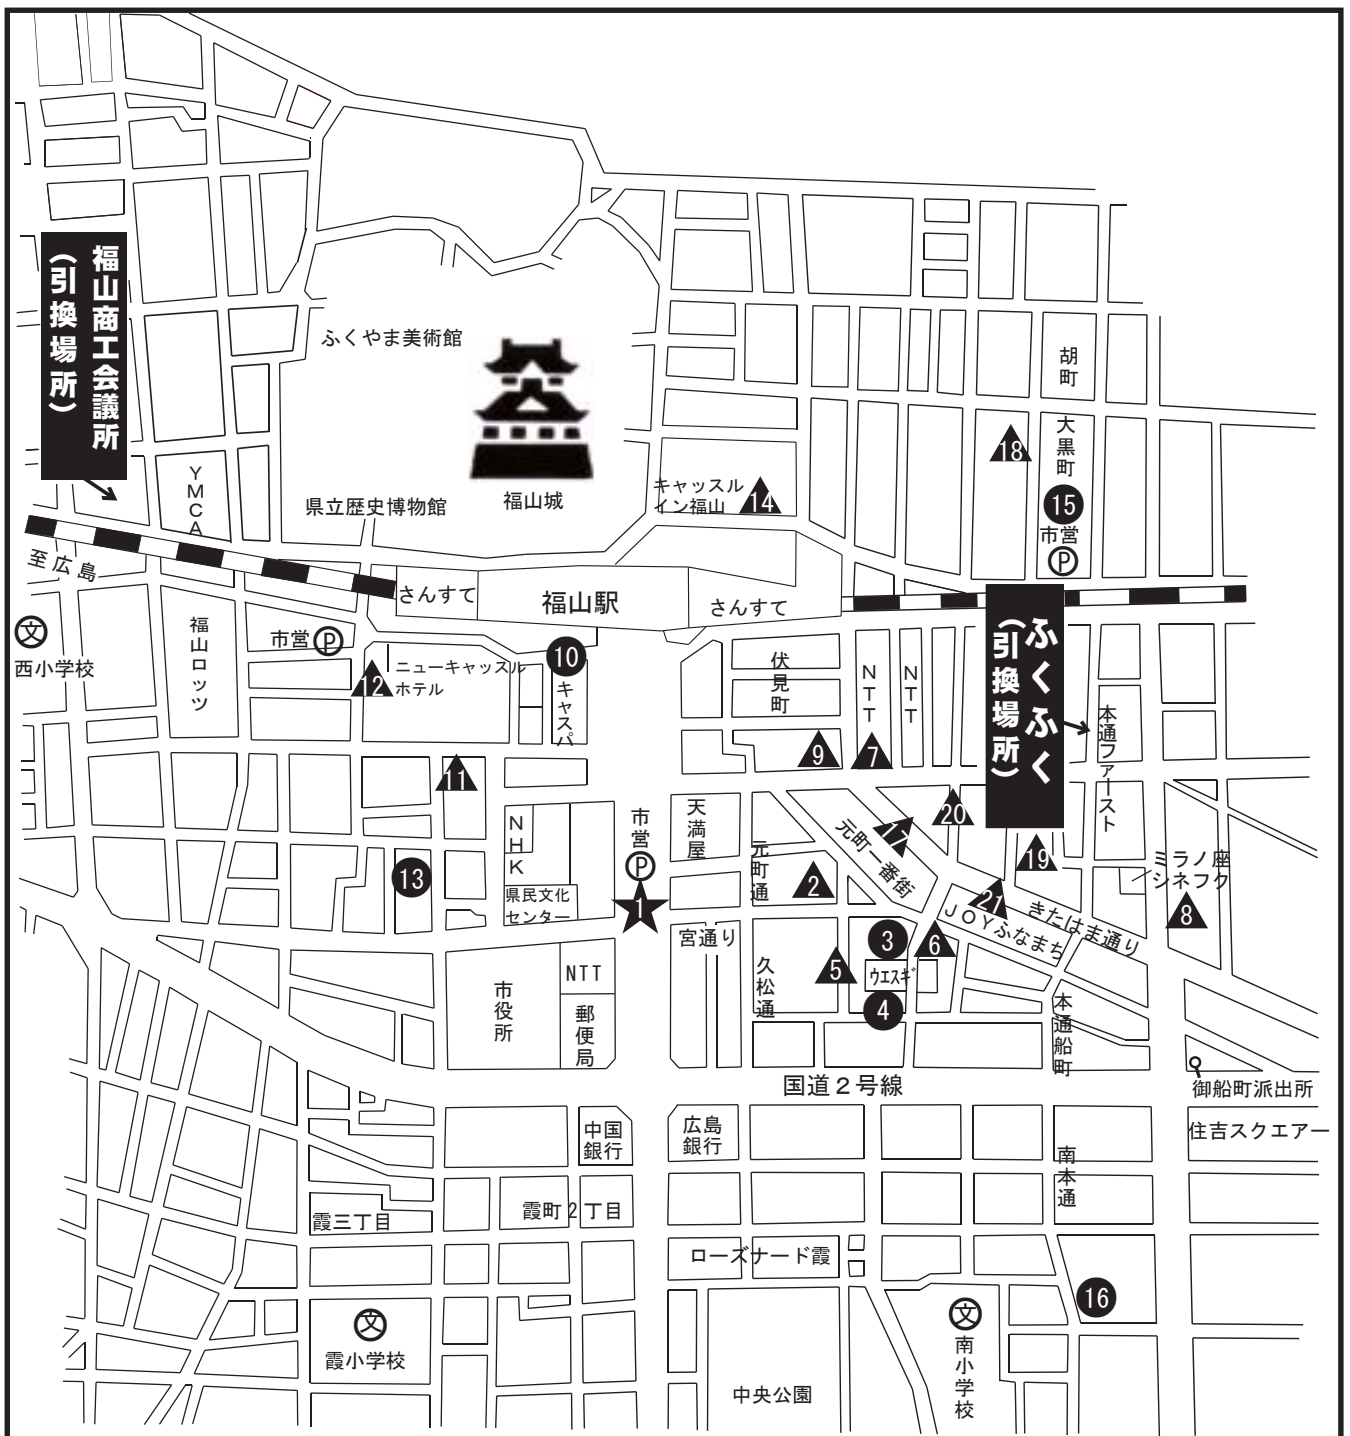 福山商工会議所
(引換場所)
ふくやま美術館
胡町
大黒町
18
YMCA
県立歴史博物館
福山城
キャッスル
イン福山
14
15
市営
P
至広島
さんすて
福山駅
さんすて
ふくふく
(引換場所)
文
西小学校
福山ロッツ
市営
P
12
ニューキャッスル
ホテル
10
キャスパ
伏見町
NTT
NTT
本通ファースト
9
7
11
NHK
市営
P
天満屋
元町通
元町一番街
17
20
19
ミラノ座
シネフク
13
県民文化
センター
1
2
21
8
きたはま通り
JOYふなまち
宮通り
3
6
久松通
5
ウエスギ
4
市役所
NTT
郵便局
本通船町
国道2号線
御船町派出所
中国
銀行
広島
銀行
住吉スクエアー
南本通
霞三丁目
霞町2丁目
ローズナード霞
16
文
霞小学校
文
南小学校
中央公園